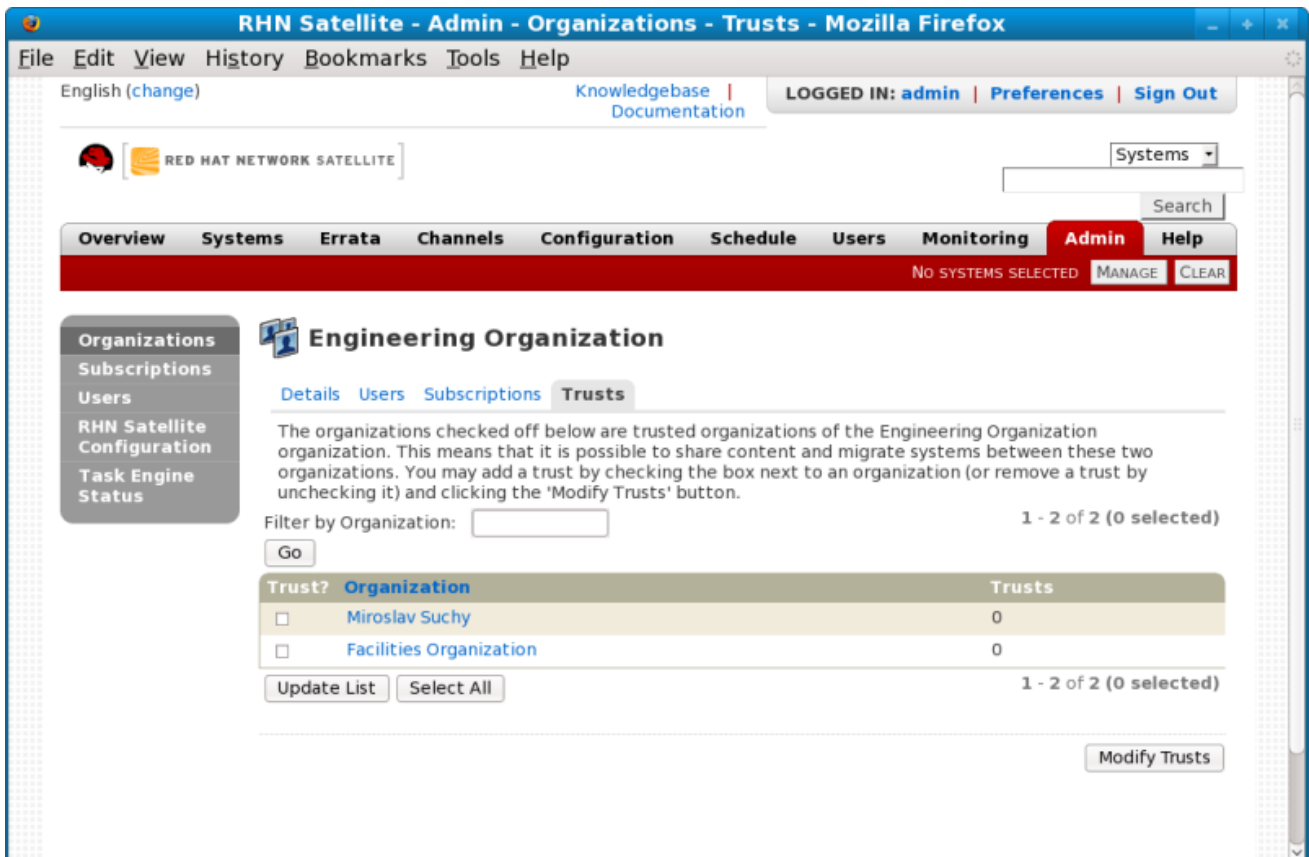 RHN Satellite - Admin - Organizations - Trusts - Mozilla Firefox
File Edit View History Bookmarks Tools Help
English (change)
Knowledgebase |
Documentation
LOGGED IN: admin | Preferences | Sign Out
RED HAT NETWORK SATELLITE
Systems
Search
Overview Systems Errata Channels Configuration Schedule Users Monitoring Admin Help
NO SYSTEMS SELECTED MANAGE CLEAR
Organizations
Subscriptions
Users
RHN Satellite
Configuration
Task Engine
Status
Engineering Organization
Details Users Subscriptions Trusts
The organizations checked off below are trusted organizations of the Engineering Organization
organization. This means that it is possible to share content and migrate systems between these two
organizations. You may add a trust by checking the box next to an organization (or remove a trust by
unchecking it) and clicking the 'Modify Trusts' button.
Filter by Organization:
1 - 2 of 2 (0 selected)
Go
Trust? Organization Trusts
Miroslav Suchy 0
Facilities Organization 0
Update List Select All
1 - 2 of 2 (0 selected)
Modify Trusts